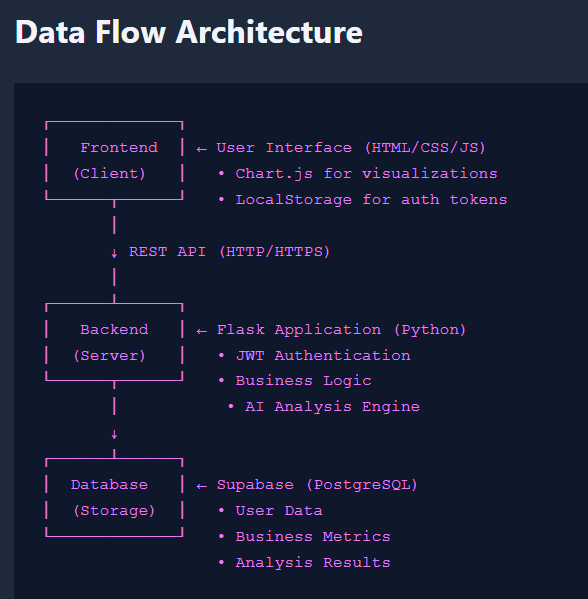 Data Flow Architecture
Frontend ← User Interface (HTML/CSS/JS)
(Client) • Chart.js for visualizations
• LocalStorage for auth tokens
↓ REST API (HTTP/HTTPS)
Backend ← Flask Application (Python)
(Server) • JWT Authentication
• Business Logic
• AI Analysis Engine
↓
Database ← Supabase (PostgreSQL)
(Storage) • User Data
• Business Metrics
• Analysis Results